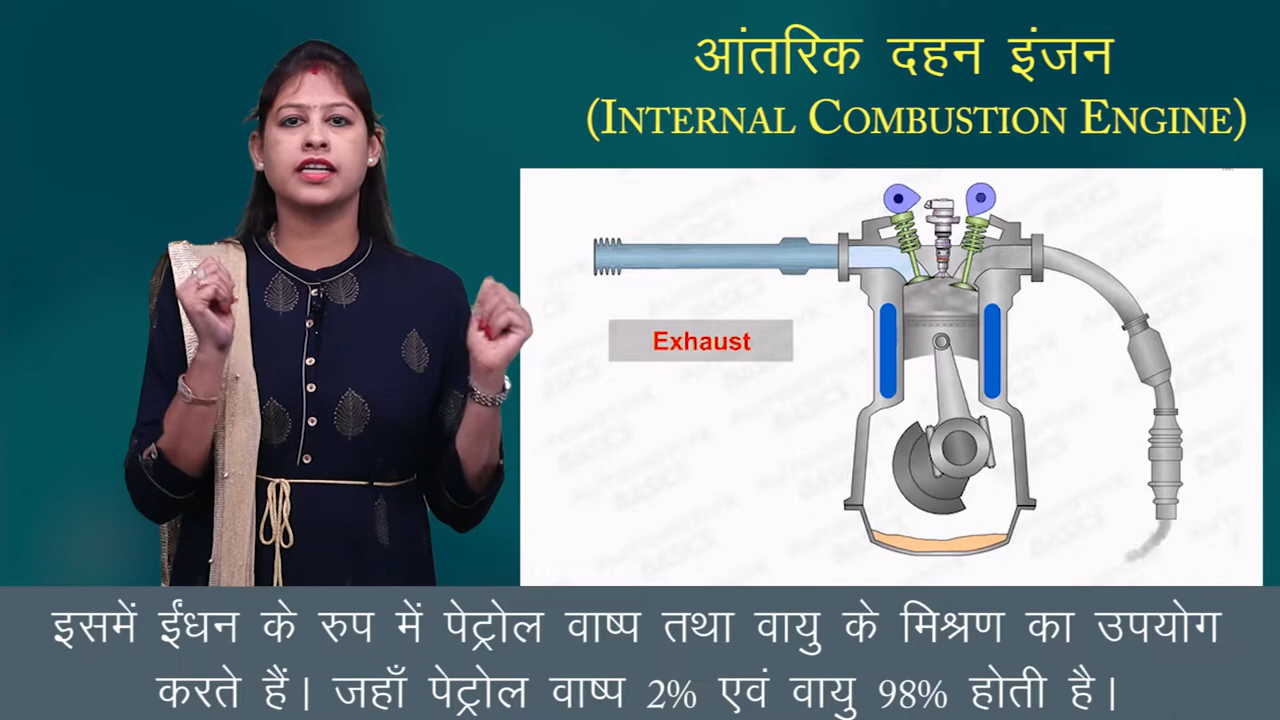 आंतरिक दहन इंजन
(INTERNAL COMBUSTION ENGINE)
Exhaust
इसमें ईंधन के रुप में पेट्रोल वाष्प तथा वायु के मिश्रण का उपयोग
करते हैं। जहाँ पेट्रोल वाष्प 2% एवं वायु 98% होती है।